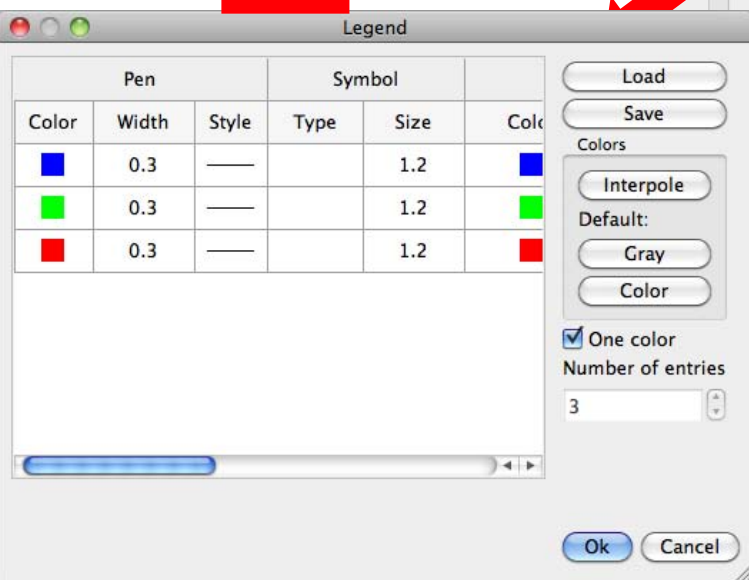 Legend
Pen Symbol
Color Width Style Type Size
0.3 1.2
0.3 1.2
0.3 1.2
Load
Save
Colors
Interpole
Default:
Gray
Color
One color
Number of entries
3
Ok Cancel